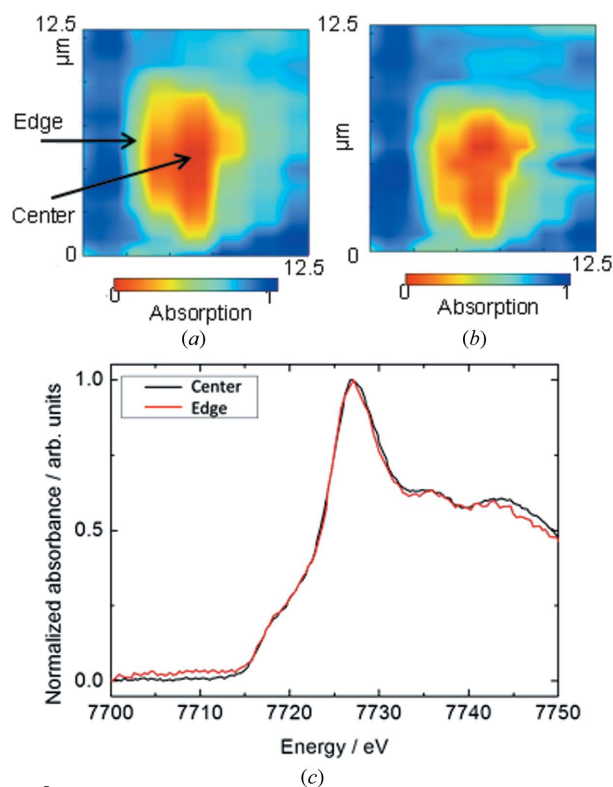 12.5
µm
Edge
Center
0
12.5
0
1
Absorption
(a)
12.5
µm
0
12.5
0
1
Absorption
(b)
Normalized absorbance / arb. units
1.0
0.5
0.0
Center
Edge
7700
7710
7720
7730
7740
7750
Energy / eV
(c)